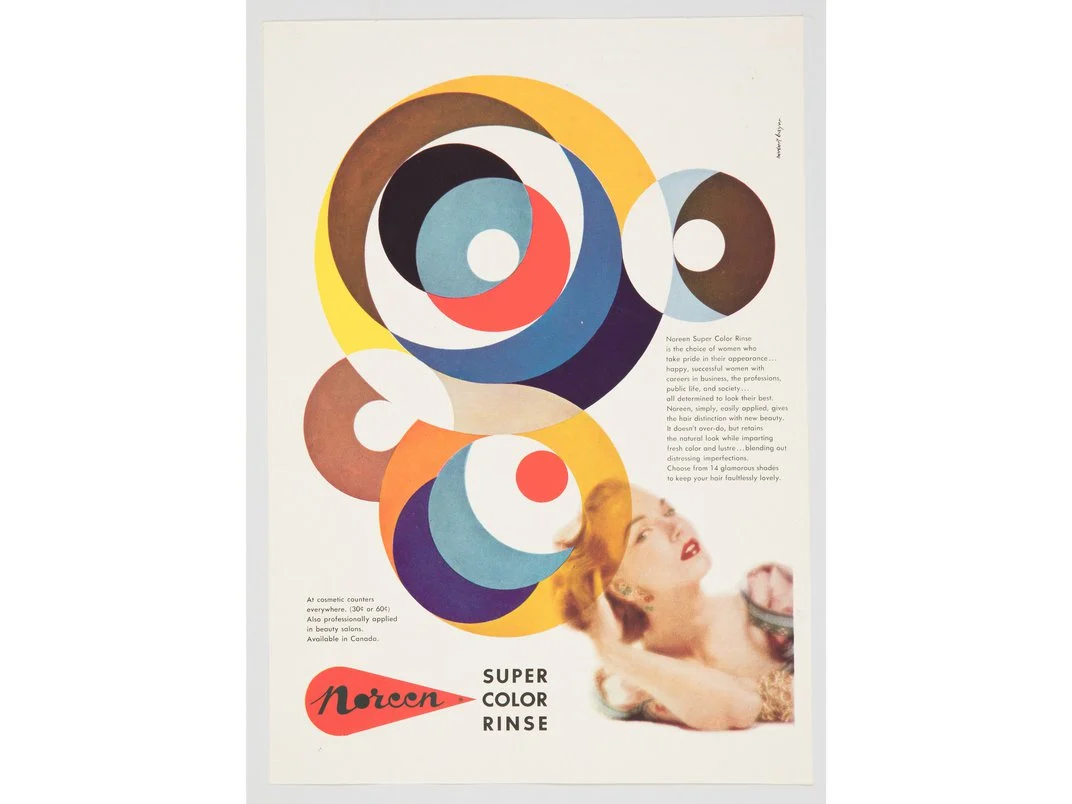 herbert bayer
Noreen Super Color Rinse
is the choice of women who
take pride in their appearance...
happy, successful women with
careers in business, the professions,
public life, and society....
all determined to look their best.
Noreen, simply, easily applied, gives
the hair distinction with new beauty.
It doesn't over-do, but retains
the natural look while imparting
fresh color and lustre...blending out
distressing imperfections.
Choose from 14 glamorous shades
to keep your hair faultlessly lovely.
At cosmetic counters
everywhere. (30¢ or 60¢)
Also professionally applied
in beauty salons.
Available in Canada.
Noreen
SUPER
COLOR
RINSE